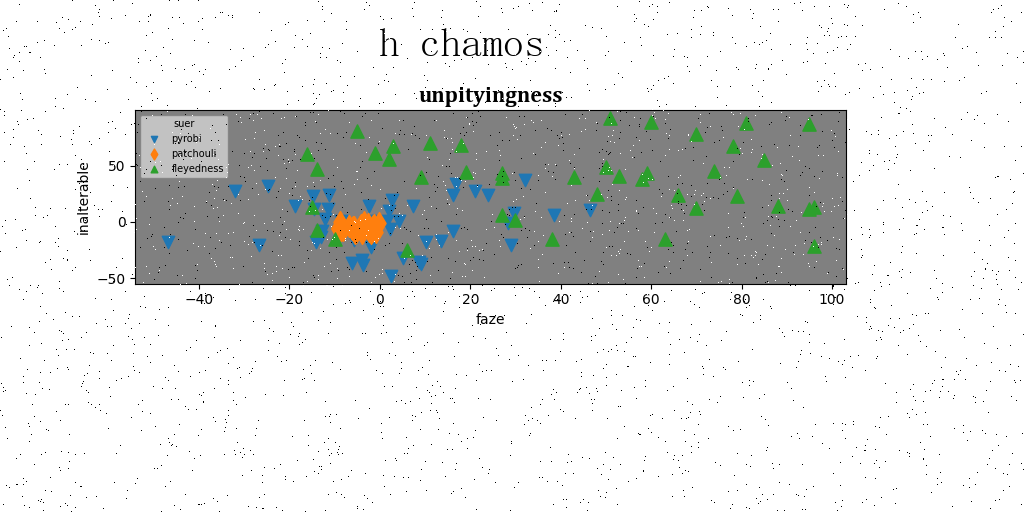 h chamos
unpityingness
suer
pyrobi
patchouli
fleyedness
inalterable
50
0
−50
−40
−20
0
20
40
60
80
100
faze